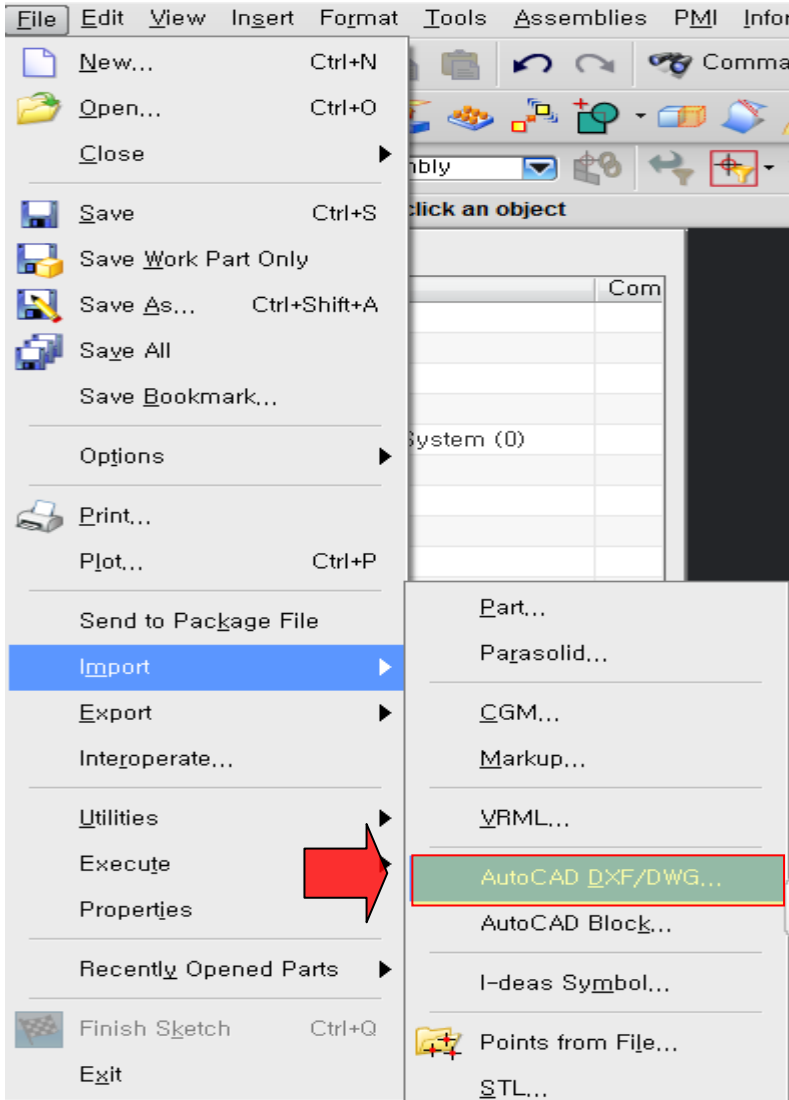 File Edit View Insert Format Tools Assemblies PMI
New... Ctrl+N
Open... Ctrl+O
Close
Save Ctrl+S
Save Work Part Only
Save As... Ctrl+Shift+A
Save All
Save Bookmark...
Options
Print...
Plot... Ctrl+P
Send to Package File
Import
Export
Interoperate...
Utilities
Execute
Properties
Recently Opened Parts
Finish Sketch Ctrl+Q
Exit
Part...
Parasolid...
CGM...
Markup...
VRML...
AutoCAD DXF/DWG...
AutoCAD Block...
I-deas Symbol...
Points from File...
STL...
Comma
mbly
click an object
Com
System (0)